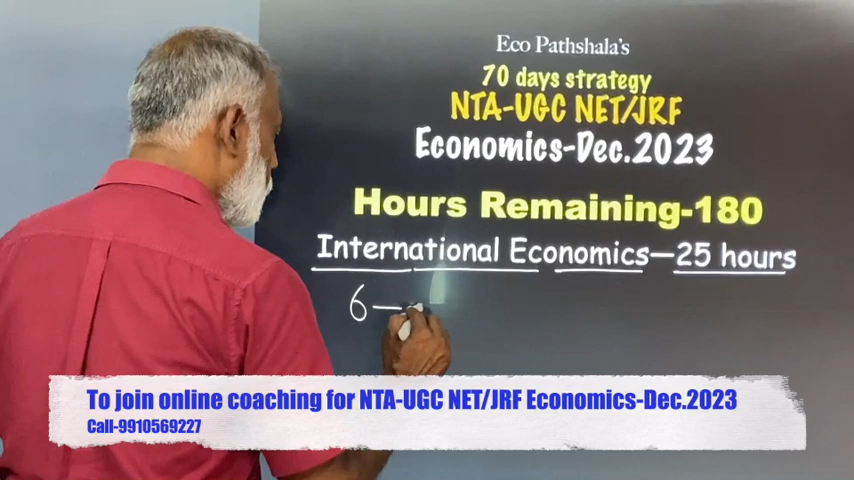 Eco Pathshala's
70 days strategy
NTA-UGC NET/JRF
Economics-Dec.2023
Hours Remaining-180
International Economics—25 hours
6—
To join online coaching for NTA-UGC NET/JRF Economics-Dec.2023
Call-9910569227